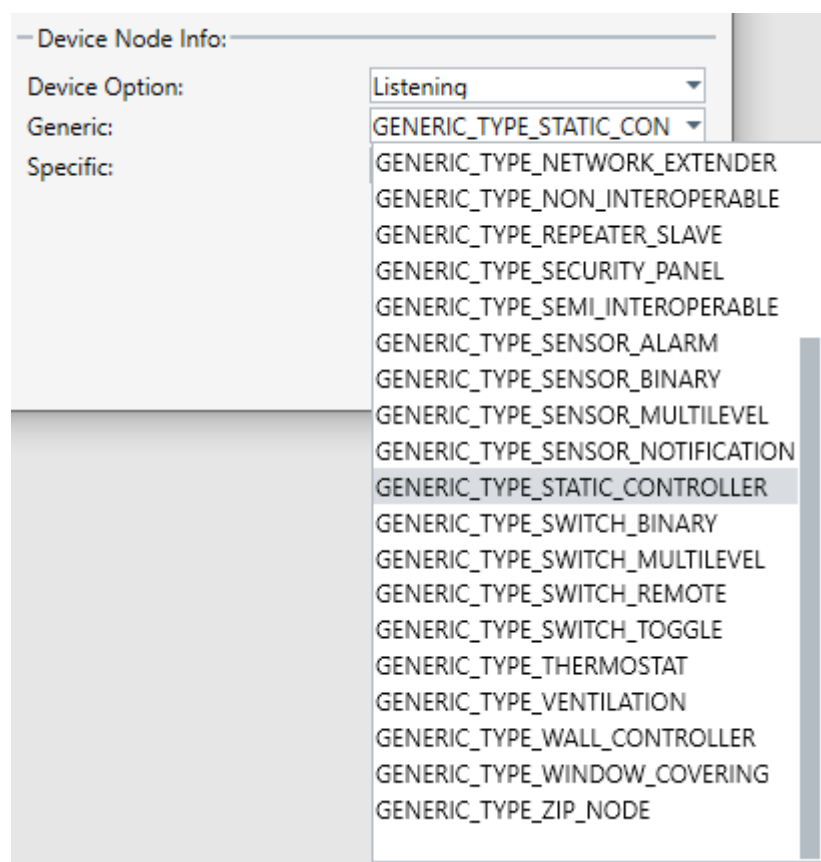 Device Node Info:
Device Option:
Listening
Generic:
GENERIC_TYPE_STATIC_CON
Specific:
GENERIC_TYPE_NETWORK_EXTENDER
GENERIC_TYPE_NON_INTEROPERABLE
GENERIC_TYPE_REPEATER_SLAVE
GENERIC_TYPE_SECURITY_PANEL
GENERIC_TYPE_SEMI_INTEROPERABLE
GENERIC_TYPE_SENSOR_ALARM
GENERIC_TYPE_SENSOR_BINARY
GENERIC_TYPE_SENSOR_MULTILEVEL
GENERIC_TYPE_SENSOR_NOTIFICATION
GENERIC_TYPE_STATIC_CONTROLLER
GENERIC_TYPE_SWITCH_BINARY
GENERIC_TYPE_SWITCH_MULTILEVEL
GENERIC_TYPE_SWITCH_REMOTE
GENERIC_TYPE_SWITCH_TOGGLE
GENERIC_TYPE_THERMOSTAT
GENERIC_TYPE_VENTILATION
GENERIC_TYPE_WALL_CONTROLLER
GENERIC_TYPE_WINDOW_COVERING
GENERIC_TYPE_ZIP_NODE